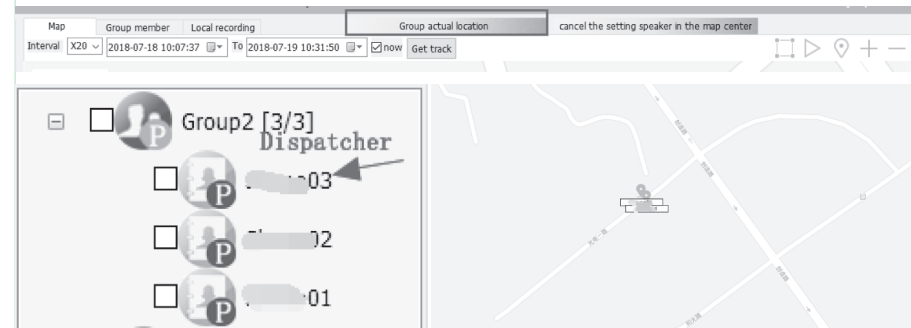 Map Group member Local recording Group actual location cancel the setting speaker in the map center
Interval X20 2018-07-18 10:07:37 To 2018-07-19 10:31:50 now Get track
Group2 [3/3]
Dispatcher
P 03
P 02
P 01